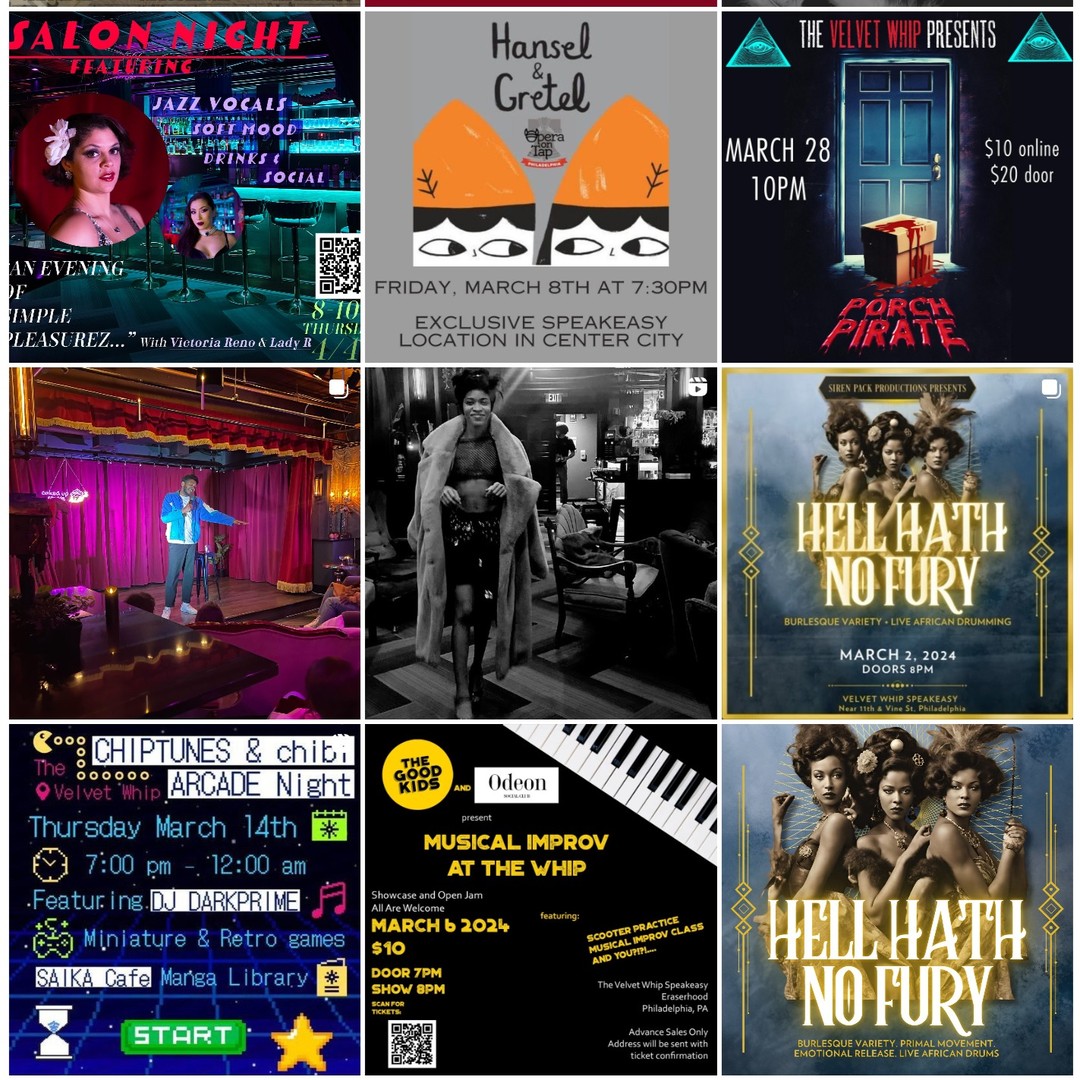 SALON NIGHT
FEATURING
JAZZ VOCALS
SOFT MOOD
DRINKS &
SOCIAL
AN EVENING
OF
SIMPLE
PLEASUREZ..."
With Victoria Reno & Lady R
8-10
THURS
4/4
Hansel
&
Gretel
Opera
on
Tap
PHILADELPHIA
FRIDAY, MARCH 8TH AT 7:30PM
EXCLUSIVE SPEAKEASY
LOCATION IN CENTER CITY
THE VELVET WHIP PRESENTS
MARCH 28
10PM
$10 online
$20 door
PORCH
PIRATE
EXIT
SIREN PACK PRODUCTIONS PRESENTS
HELL HATH
NO FURY
BURLESQUE VARIETY • LIVE AFRICAN DRUMMING
MARCH 2, 2024
DOORS 8PM
VELVET WHIP SPEAKEASY
Near 11th & Vine St, Philadelphia
CHIPTUNES & chibi
The
Velvet Whip
ARCADE Night
Thursday March 14th
7:00 pm - 12:00 am
Featuring DJ DARKPRIME
Miniature & Retro games
SAIKA Cafe Manga Library
START
THE
GOOD
KIDS
AND
Odeon
SOCIAL CLUB
present
MUSICAL IMPROV
AT THE WHIP
Showcase and Open Jam
All Are Welcome
MARCH 6 2024
$10
DOOR 7PM
SHOW 8PM
SCAN FOR
TICKETS:
featuring:
SCOOTER PRACTICE
MUSICAL IMPROV CLASS
AND YOU?!?!....
The Velvet Whip Speakeasy
Eraserhood
Philadelphia, PA
Advance Sales Only
Address will be sent with
ticket confirmation
HELL HATH
NO FURY
BURLESQUE VARIETY. PRIMAL MOVEMENT.
EMOTIONAL RELEASE. LIVE AFRICAN DRUMS